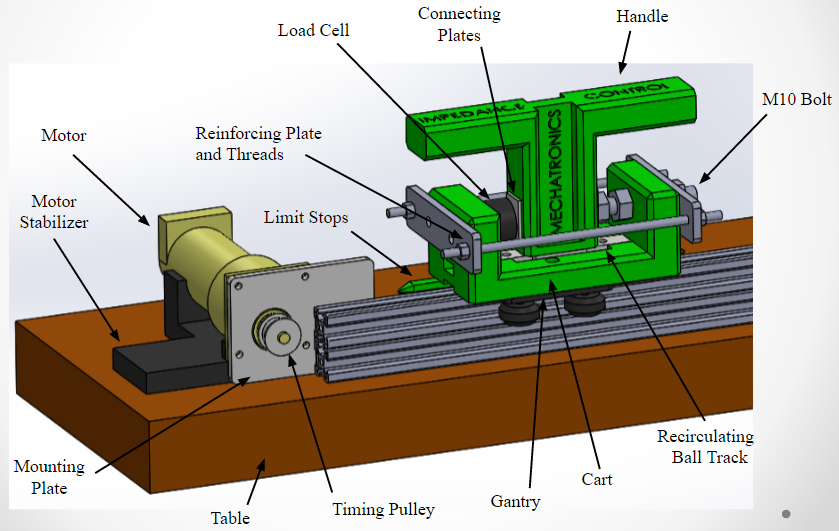 Connecting
Plates
Handle
Load Cell
M10 Bolt
Motor
Reinforcing Plate
and Threads
Motor
Stabilizer
Limit Stops
IMPEDANCE
CONTROL
MECHATRONICS
Recirculating
Ball Track
Mounting
Plate
Cart
Gantry
Timing Pulley
Table